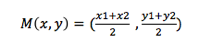 M(x, y) = (x1+x2/2 , y1+y2/2)